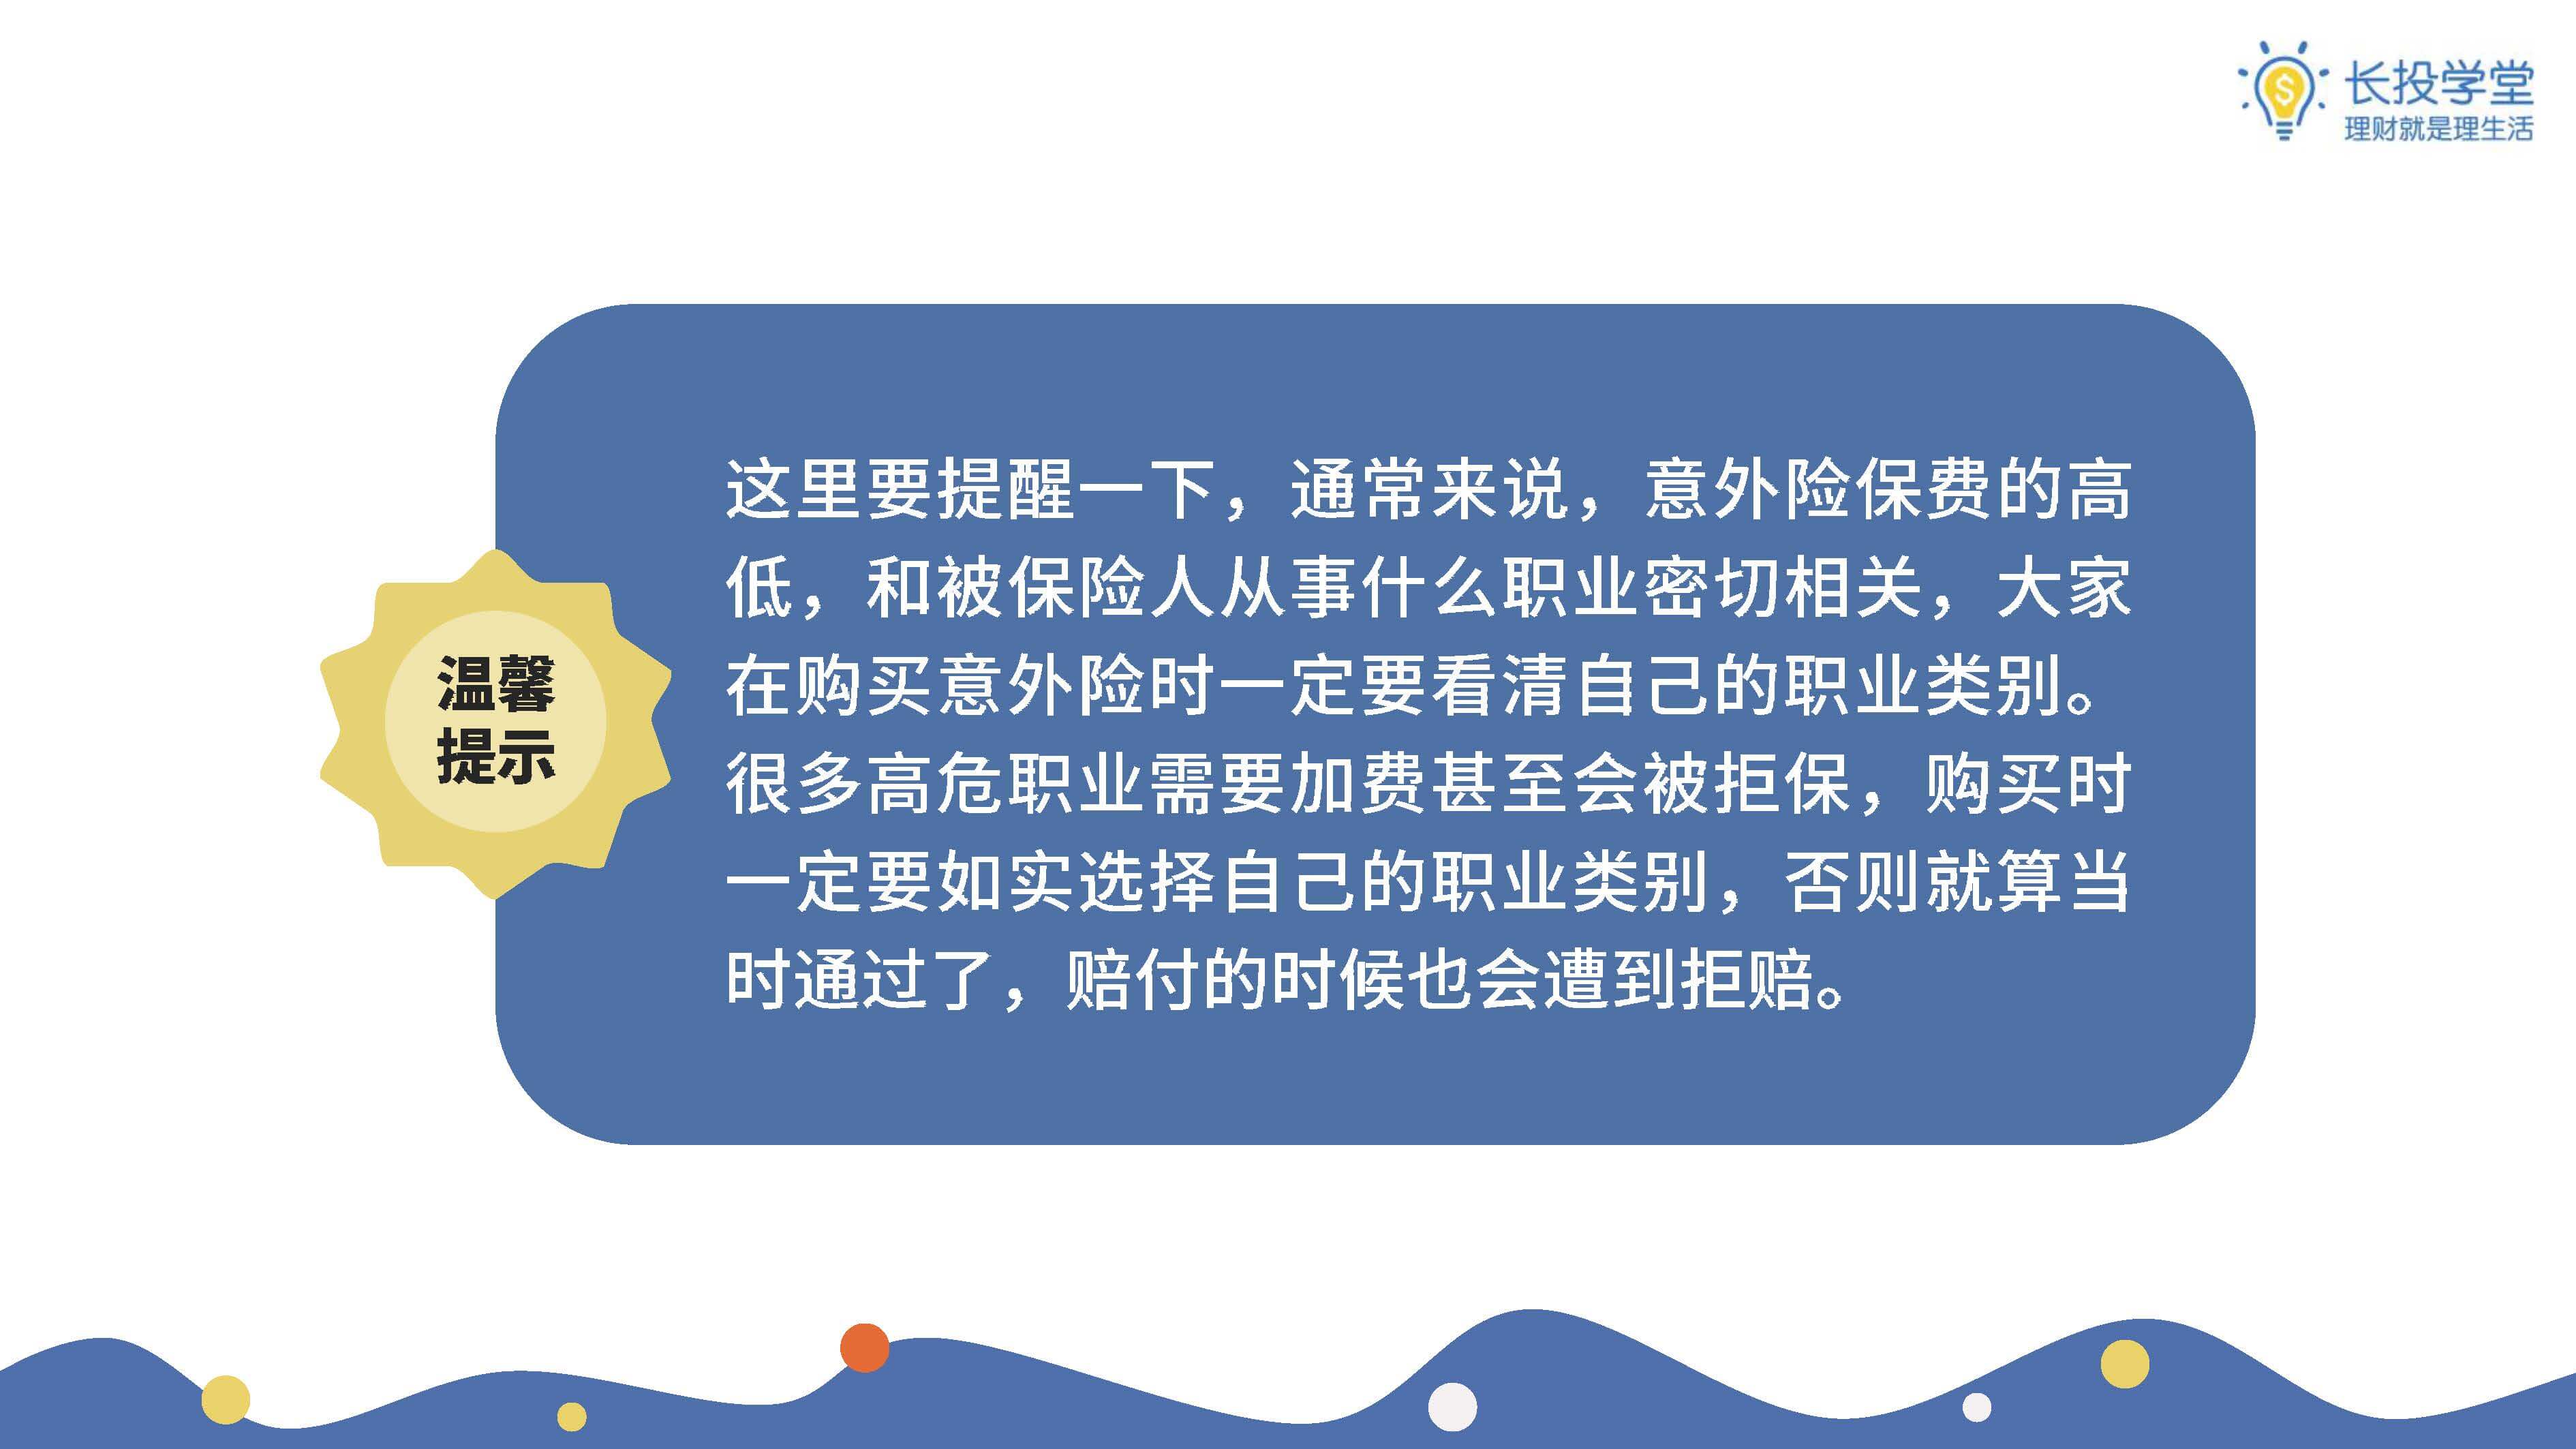 长投学堂
理财就是理生活
温馨
提示
这里要提醒一下，通常来说，意外险保费的高
低，和被保险人从事什么职业密切相关，大家
在购买意外险时一定要看清自己的职业类别。
很多高危职业需要加费甚至会被拒保，购买时
一定要如实选择自己的职业类别，否则就算当
时通过了，赔付的时候也会遭到拒赔。